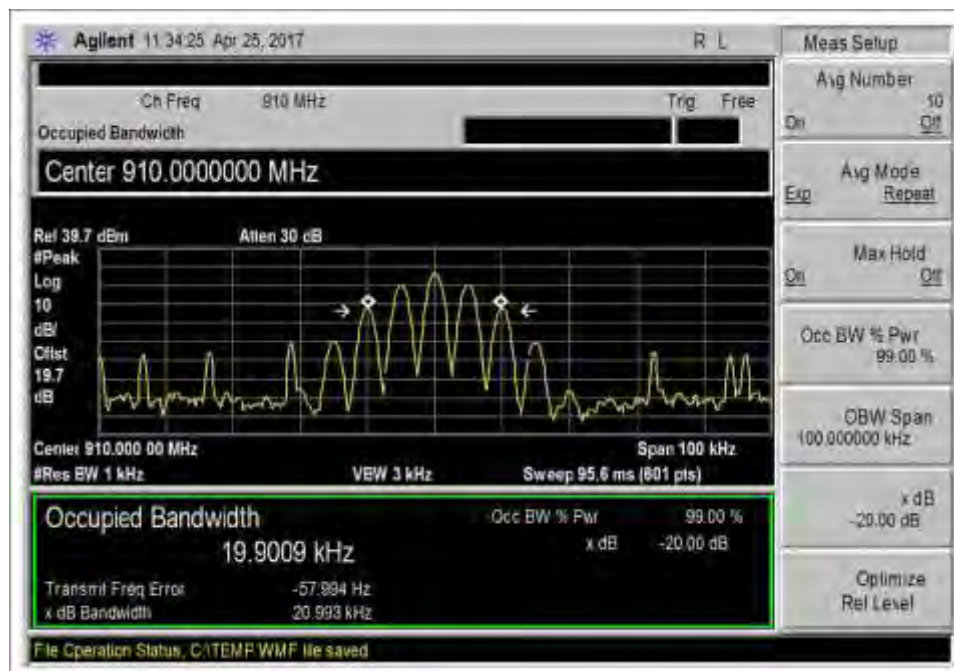 Agilent 11:34:25 Apr 25, 2017
R L
Ch Freq 910 MHz
Trig Free
Occupied Bandwidth
Center 910.0000000 MHz
Ref 39.7 dBm
Atten 30 dB
#Peak
Log
10
dB/
Offst
19.7
dB
Center 910.000 00 MHz
Span 100 kHz
#Res BW 1 kHz
VBW 3 kHz
Sweep 95.6 ms (601 pts)
Occupied Bandwidth
19.9009 kHz
Occ BW % Pwr 99.00 %
x dB -20.00 dB
Transmit Freq Error -57.994 Hz
x dB Bandwidth 20.993 kHz
File Operation Status, C:\TEMP.WMF file saved
Meas Setup
Avg Number
10
On Off
Avg Mode
Exp Repeat
Max Hold
On Off
Occ BW % Pwr
99.00 %
OBW Span
100.000000 kHz
x dB
-20.00 dB
Optimize
Ref Level